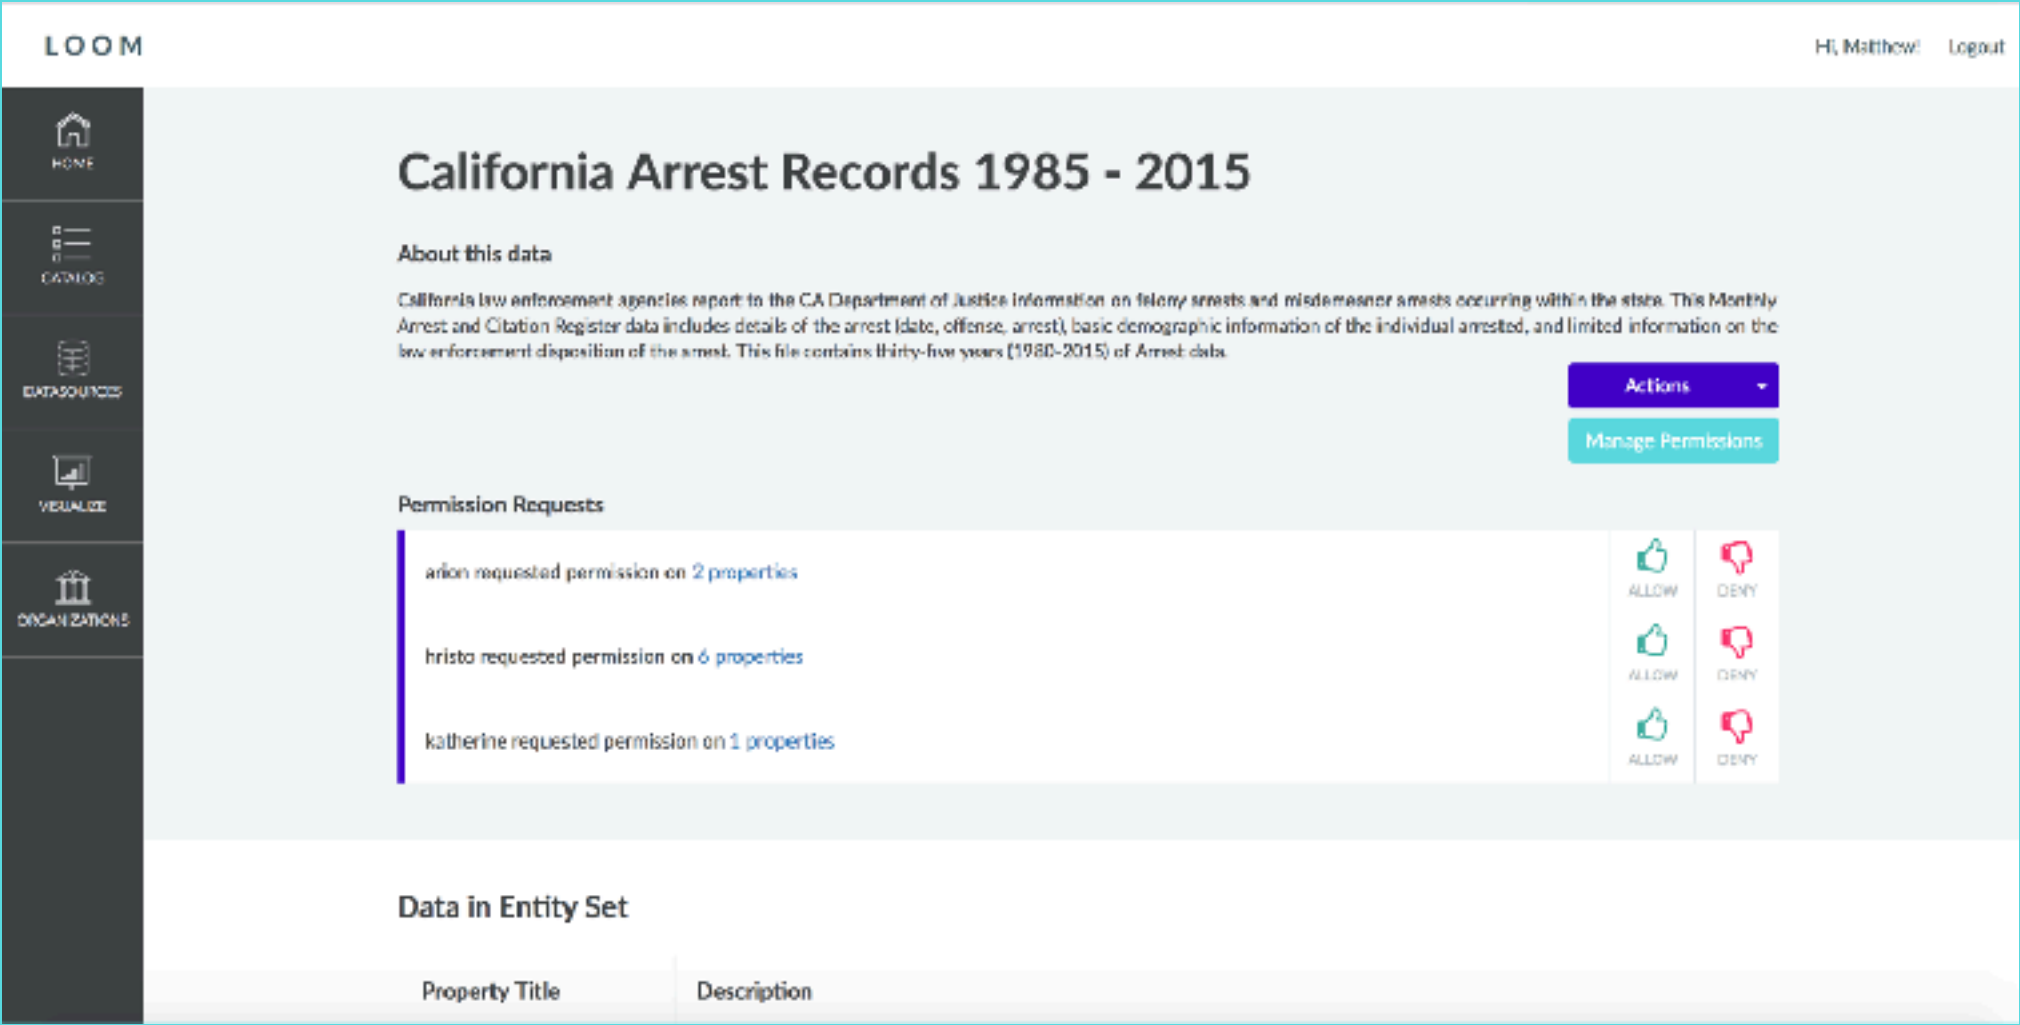 LOOM
Hi, Matthew! Logout
HOME
CATALOG
DATASOURCES
VISUALIZE
ORGANIZATIONS
California Arrest Records 1985 - 2015
About this data
California law enforcement agencies report to the CA Department of Justice information on felony arrests and misdemeanor arrests occurring within the state. This Monthly
Arrest and Citation Register data includes details of the arrest (date, offense, arrest), basic demographic information of the individual arrested, and limited information on the
law enforcement disposition of the arrest. This file contains thirty-five years (1980-2015) of Arrest data.
Actions
Manage Permissions
Permission Requests
arion requested permission on 2 properties
ALLOW DENY
hristo requested permission on 6 properties
ALLOW DENY
katherine requested permission on 1 properties
ALLOW DENY
Data in Entity Set
Property Title Description